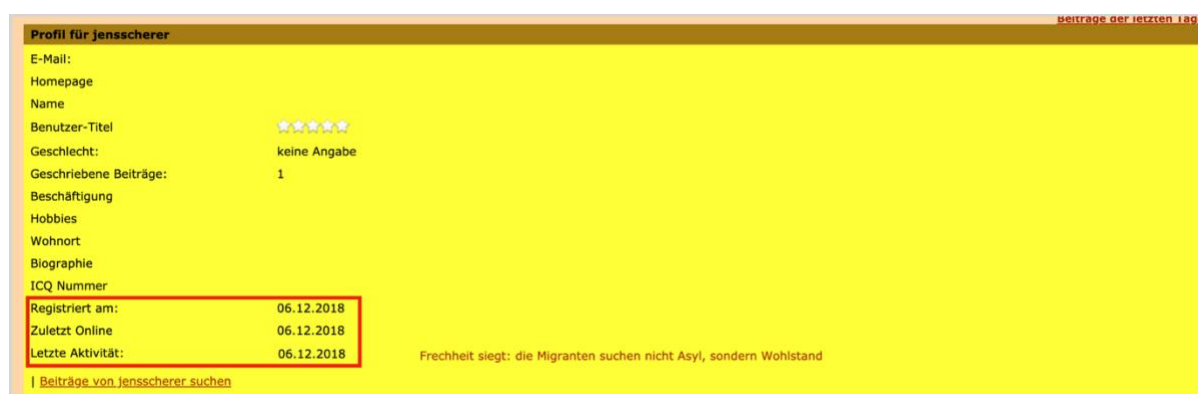 Beiträge der letzten Tag
Profil für jensscherer
E-Mail:
Homepage
Name
Benutzer-Titel
Geschlecht: keine Angabe
Geschriebene Beiträge: 1
Beschäftigung
Hobbies
Wohnort
Biographie
ICQ Nummer
Registriert am: 06.12.2018
Zuletzt Online 06.12.2018
Letzte Aktivität: 06.12.2018 Frechheit siegt: die Migranten suchen nicht Asyl, sondern Wohlstand
| Beiträge von jensscherer suchen